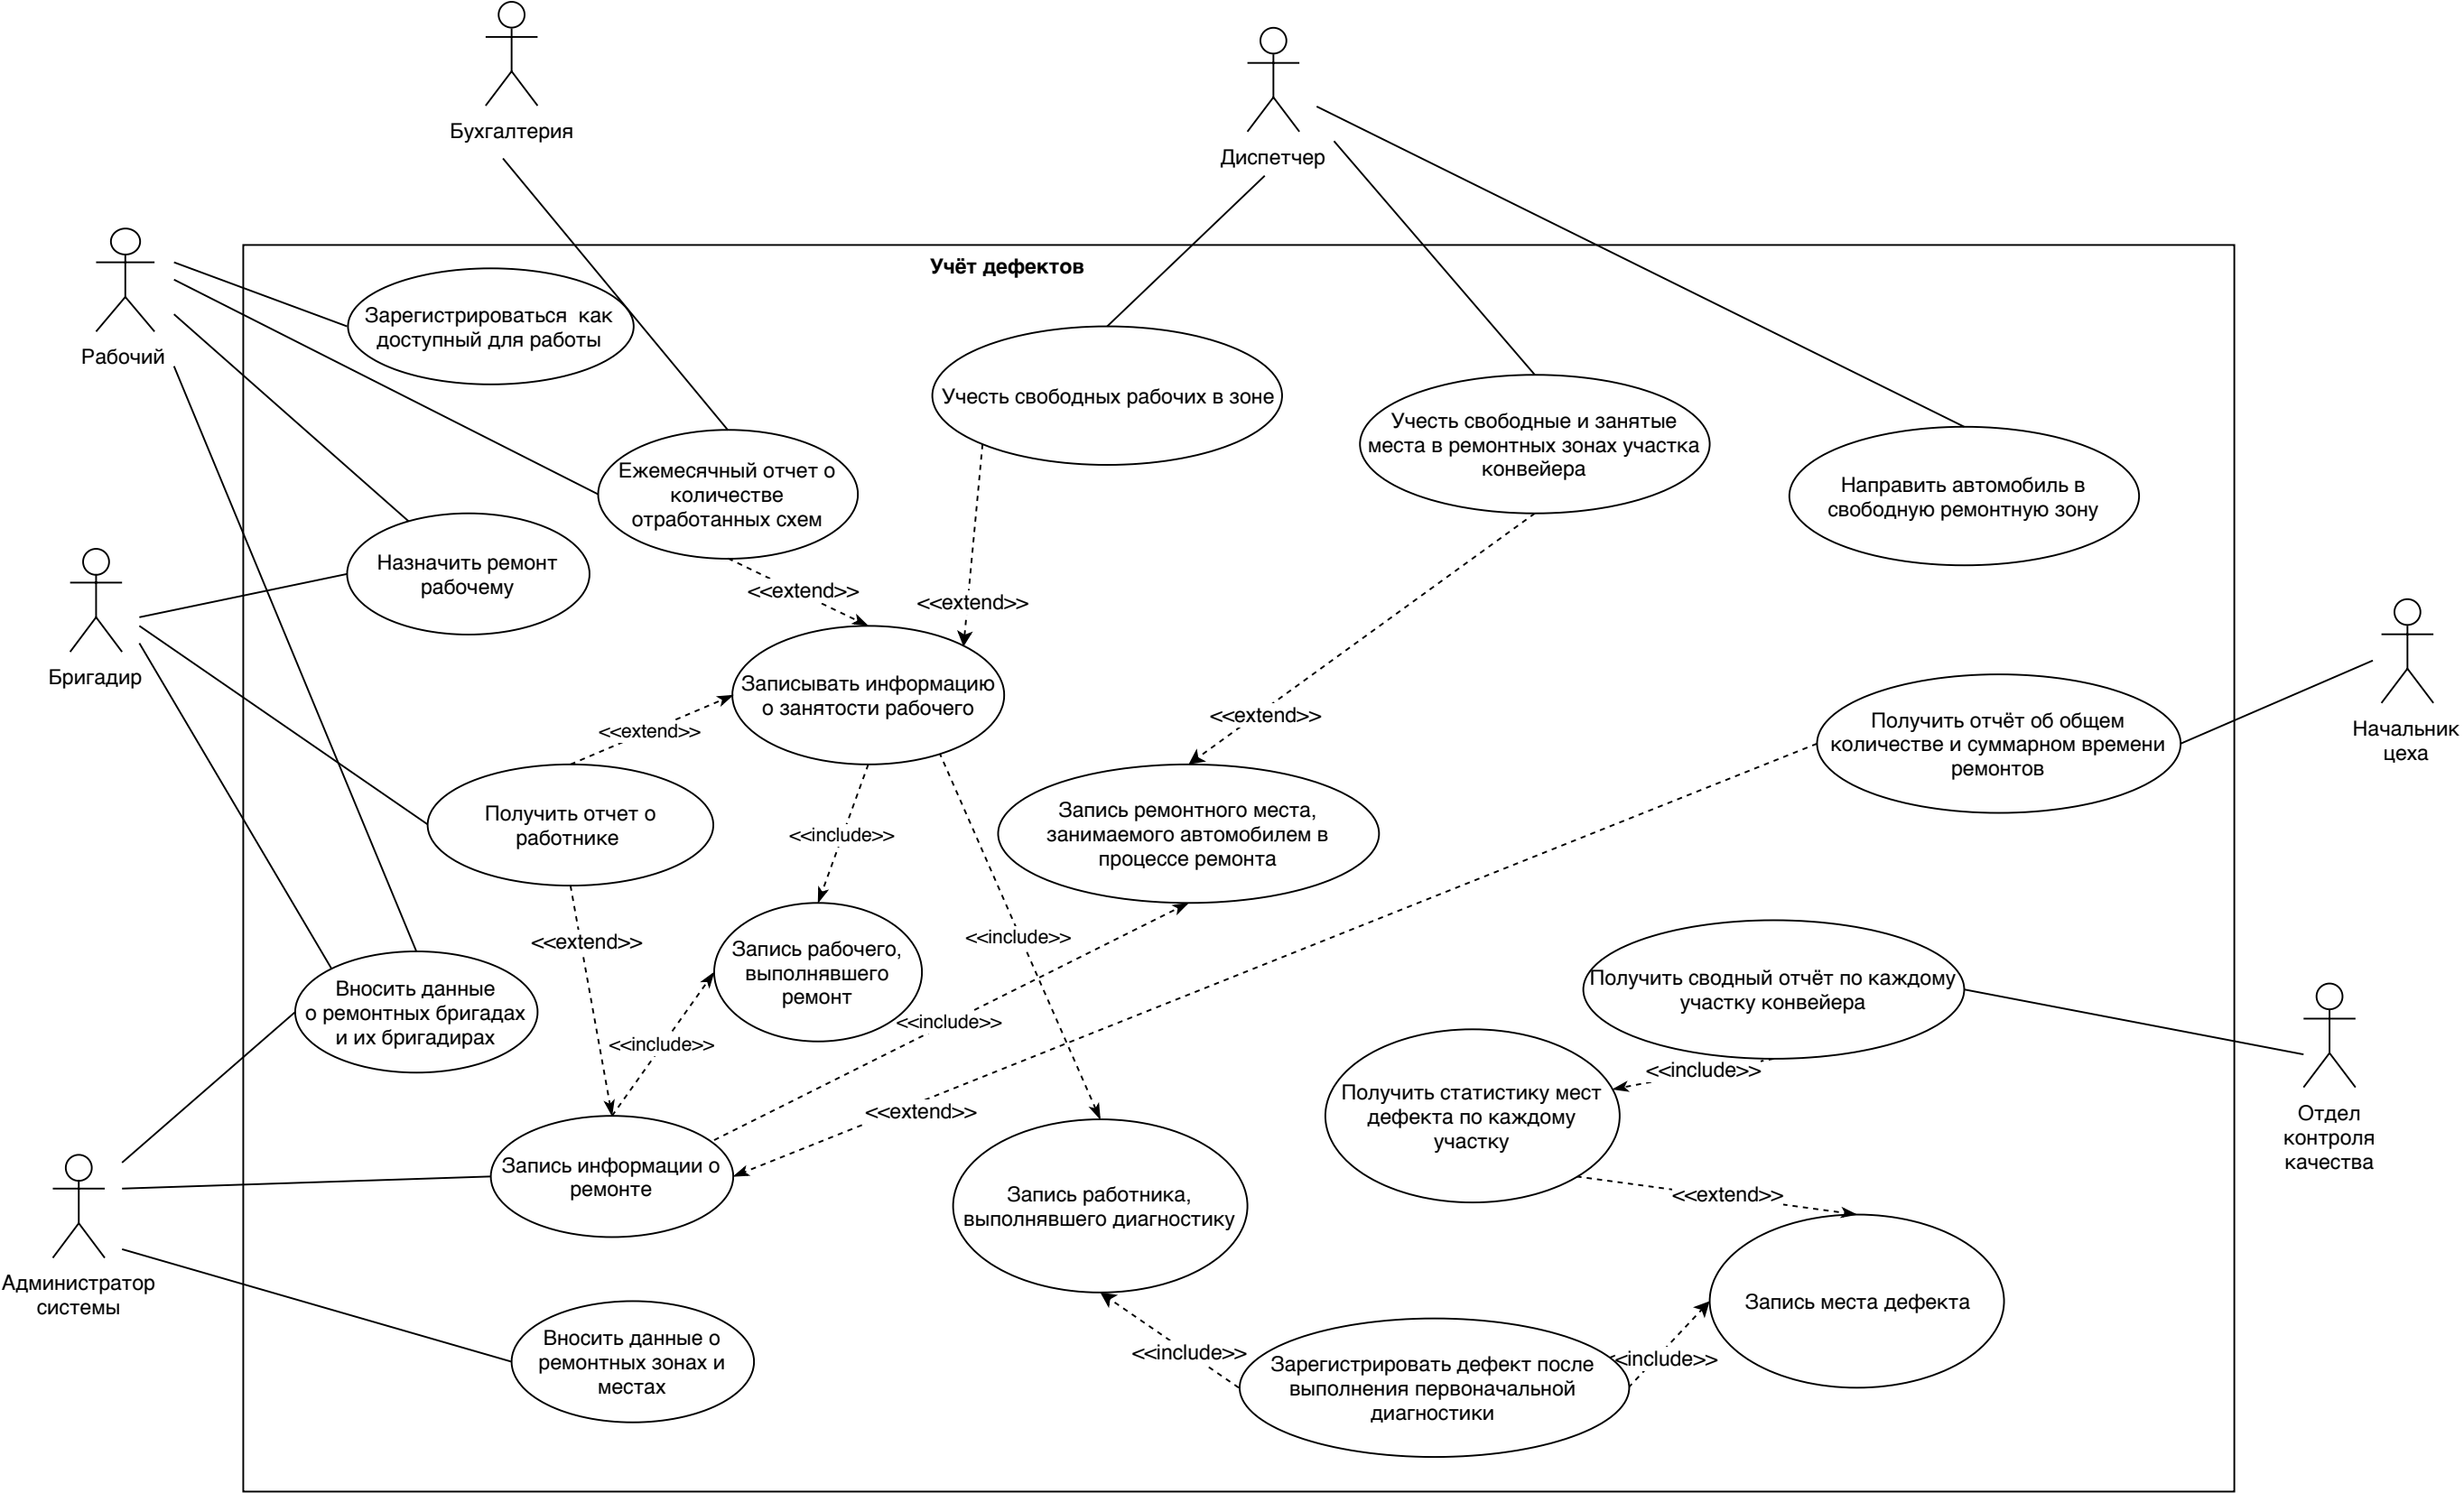 Бухгалтерия
Диспетчер
Учёт дефектов
Рабочий
Зарегистрироваться как
доступный для работы
Учесть свободных рабочих в зоне
Учесть свободные и занятые
места в ремонтных зонах участка
конвейера
Ежемесячный отчет о
количестве
отработанных схем
Направить автомобиль в
свободную ремонтную зону
Назначить ремонт
рабочему
<<extend>>
<<extend>>
Бригадир
Записывать информацию
о занятости рабочего
<<extend>>
<<extend>>
Получить отчёт об общем
количестве и суммарном времени
ремонтов
Начальник
цеха
Получить отчет о
работнике
<<include>>
Запись ремонтного места,
занимаемого автомобилем в
процессе ремонта
<<extend>>
Запись рабочего,
выполнявшего
ремонт
<<include>>
Получить сводный отчёт по каждому
участку конвейера
Вносить данные
о ремонтных бригадах
и их бригадирах
<<include>>
<<include>>
<<include>>
Получить статистику мест
дефекта по каждому
участку
<<extend>>
Отдел
контроля
качества
Запись информации о
ремонте
Запись работника,
выполнявшего диагностику
<<extend>>
Администратор
системы
Запись места дефекта
Вносить данные о
ремонтных зонах и
местах
<<include>>
Зарегистрировать дефект после
выполнения первоначальной
диагностики
<<include>>